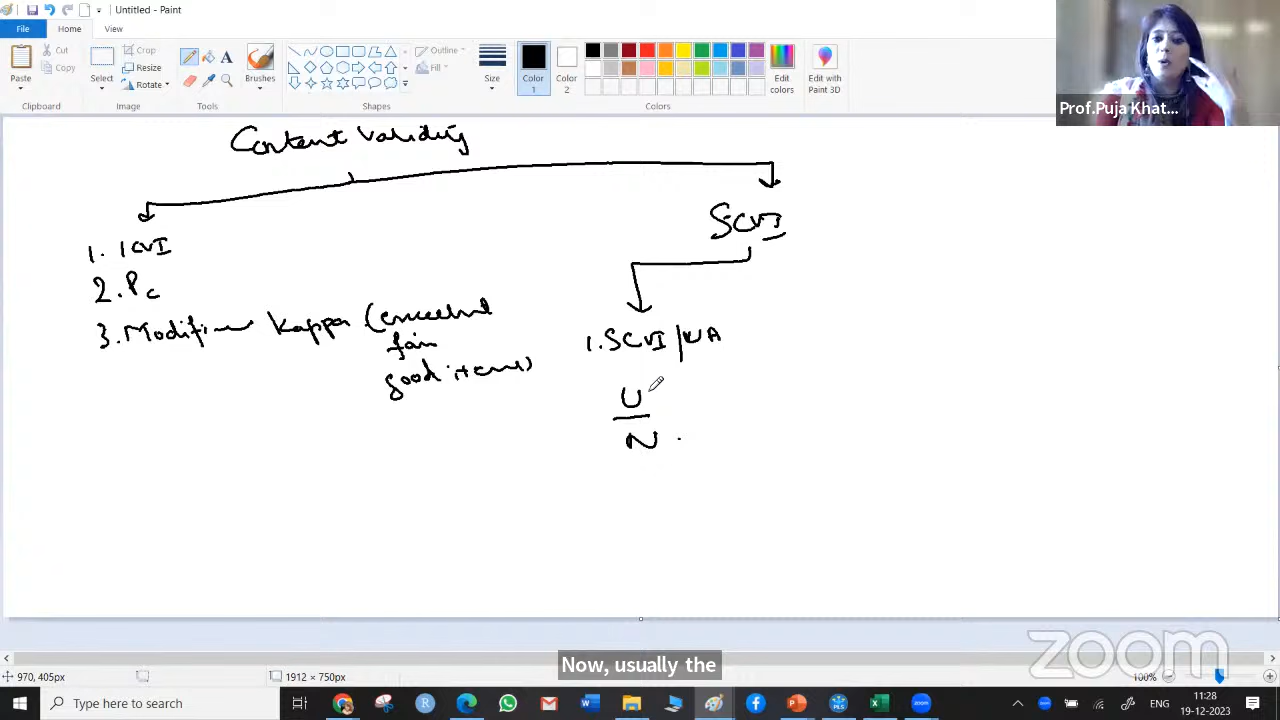 Untitled - Paint
File
Home
View
Paste
Cut
Copy
Clipboard
Select
Crop
Resize
Rotate
Image
Tools
Brushes
Shapes
Outline
Fill
Size
Color 1
Color 2
Edit colors
Colors
Edit with Paint 3D
Prof.Puja Khat...
Content Validity
1. ICVI
2. Pc
3. Kappa (
fair
good items)
SCVI
1. SCVI/UA
U
N
zoom
Now, usually the
970, 405px
1912 × 750px
100%
Type here to search
ENG
11:28
19-12-2023